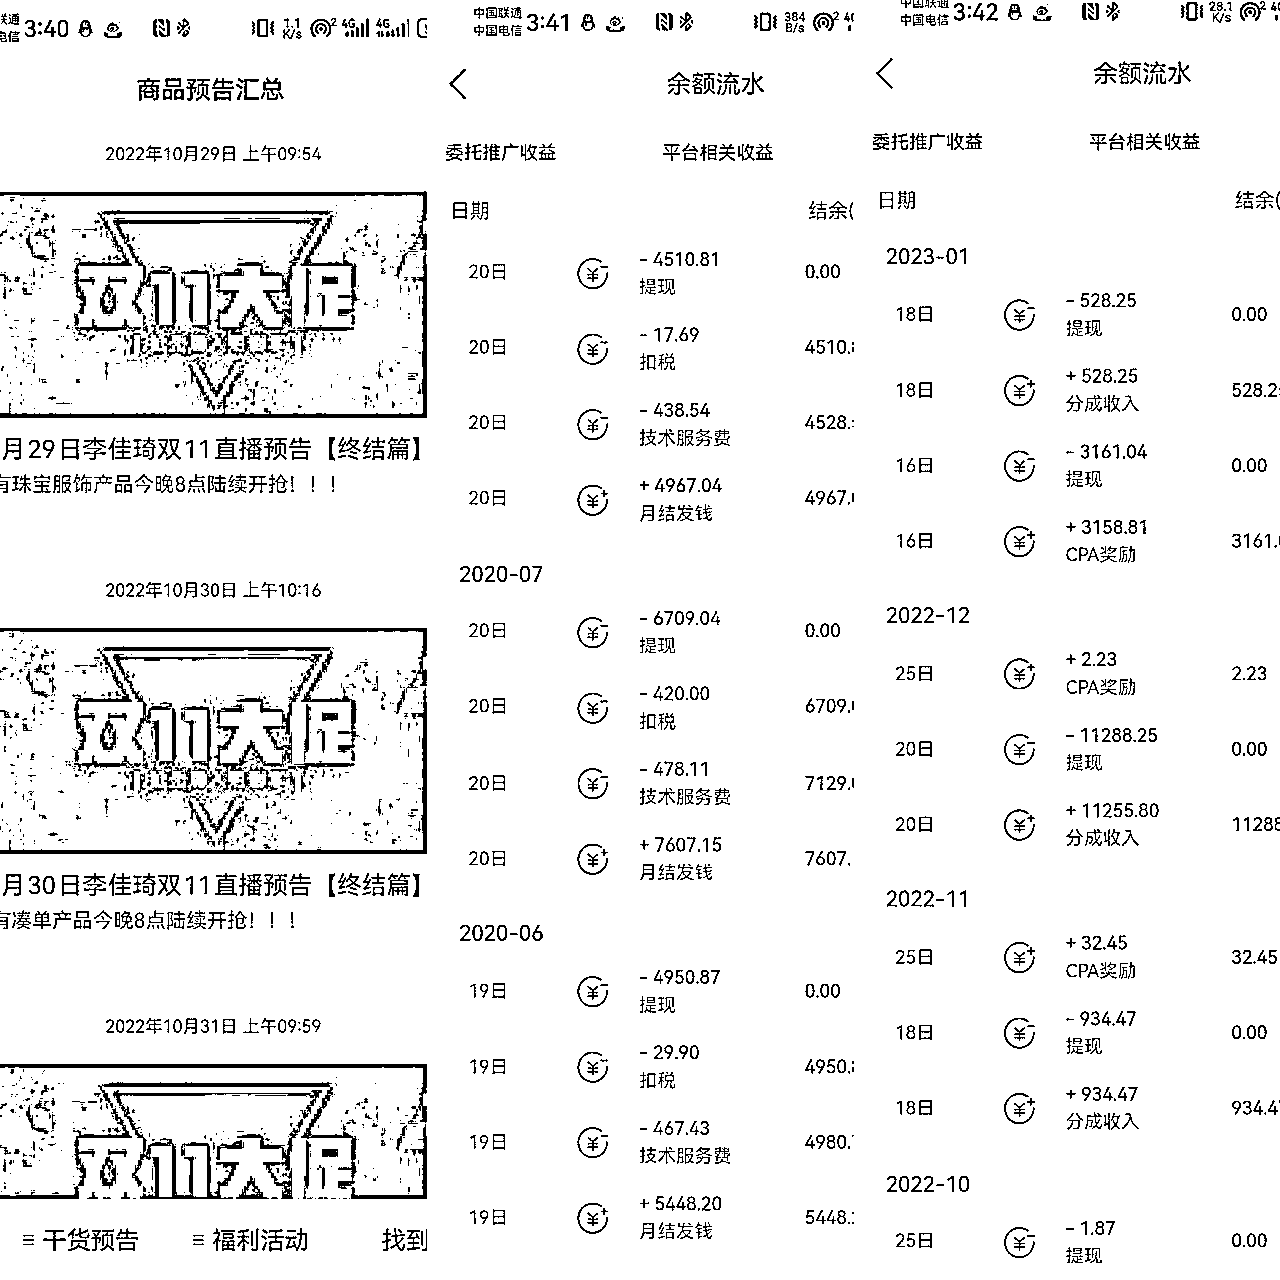 联通
电信 3:40 1.1 K/s 2 4G 4G
商品预告汇总
2022年10月29日 上午09:54
双11大促
月29日李佳琦双11直播预告【终结篇】
有珠宝服饰产品今晚8点陆续开抢！！！
2022年10月30日 上午10:16
双11大促
月30日李佳琦双11直播预告【终结篇】
有凑单产品今晚8点陆续开抢！！！
2022年10月31日 上午09:59
双11大促
≡ 干货预告 ≡ 福利活动 找到
中国联通
中国电信 3:41 384 B/s 2 4G
余额流水
委托推广收益 平台相关收益
日期 结余(
20日 - 4510.81 0.00
提现
20日 - 17.69 4510.
扣税
20日 - 438.54 4528.
技术服务费
20日 + 4967.04 4967.
月结发钱
2020-07
20日 - 6709.04 0.00
提现
20日 - 420.00 6709.
扣税
20日 - 478.11 7129.
技术服务费
20日 + 7607.15 7607.
月结发钱
2020-06
19日 - 4950.87 0.00
提现
19日 - 29.90 4950.
扣税
19日 - 467.43 4980.
技术服务费
19日 + 5448.20 5448.
月结发钱
中国联通
中国电信 3:42 28.1 K/s 2
余额流水
委托推广收益 平台相关收益
日期 结余(
2023-01
18日 - 528.25 0.00
提现
18日 + 528.25 528.2
分成收入
16日 - 3161.04 0.00
提现
16日 + 3158.81 3161.
CPA奖励
2022-12
25日 + 2.23 2.23
CPA奖励
20日 - 11288.25 0.00
提现
20日 + 11255.80 11288
分成收入
2022-11
25日 + 32.45 32.45
CPA奖励
18日 - 934.47 0.00
提现
18日 + 934.47 934.4
分成收入
2022-10
25日 - 1.87 0.00
提现